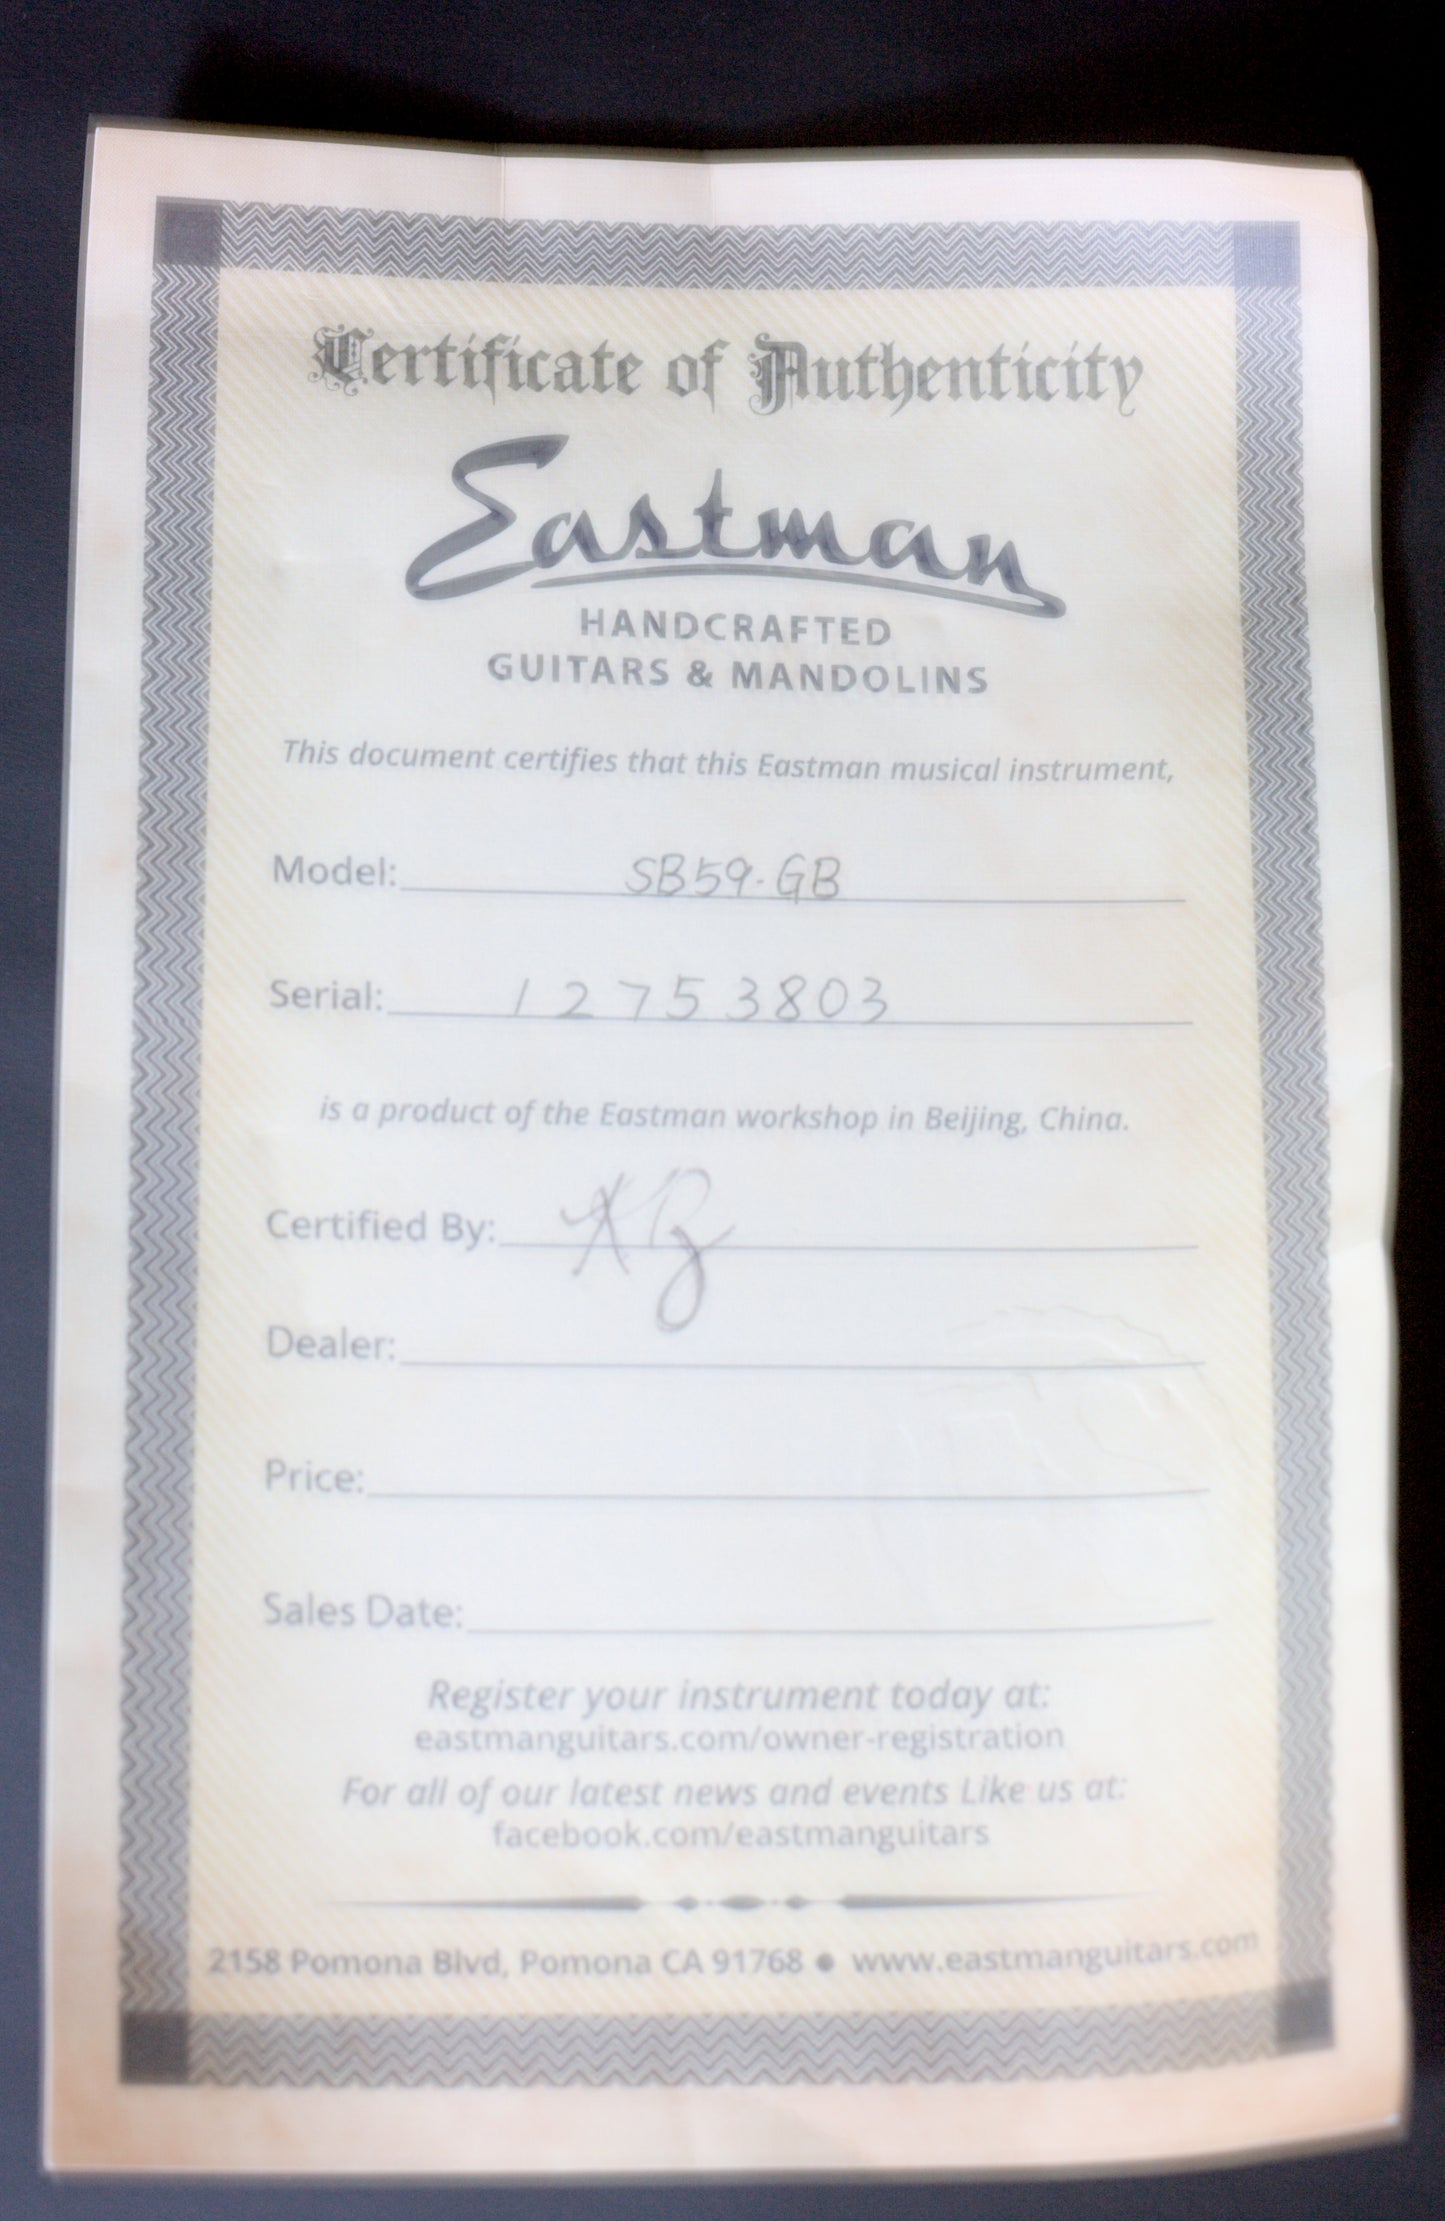 Certificate of Authenticity
Eastman
HANDCRAFTED
GUITARS & MANDOLINS
This document certifies that this Eastman musical instrument,
Model: SB59-GB
Serial: 12753803
is a product of the Eastman workshop in Beijing, China.
Certified By:
Dealer:
Price:
Sales Date:
Register your instrument today at:
eastmanguitars.com/owner-registration
For all of our latest news and events Like us at:
facebook.com/eastmanguitars
2158 Pomona Blvd, Pomona CA 91768 ● www.eastmanguitars.com